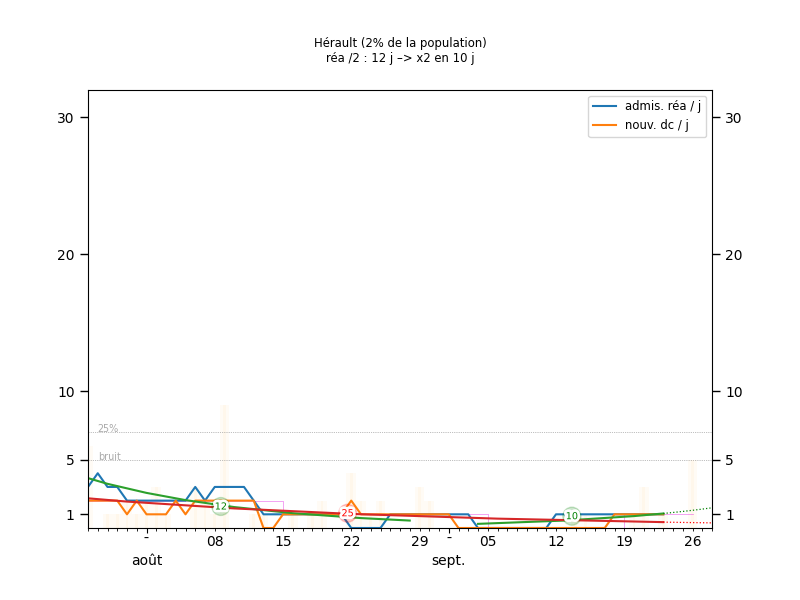 Hérault (2% de la population)
réa /2 : 12 j –> x2 en 10 j
admis. réa / j
nouv. dc / j
30 30
20 20
10 10
25%
5 bruit 5
12 25 10
1 1
- 08 15 22 29 - 05 12 19 26
août sept.